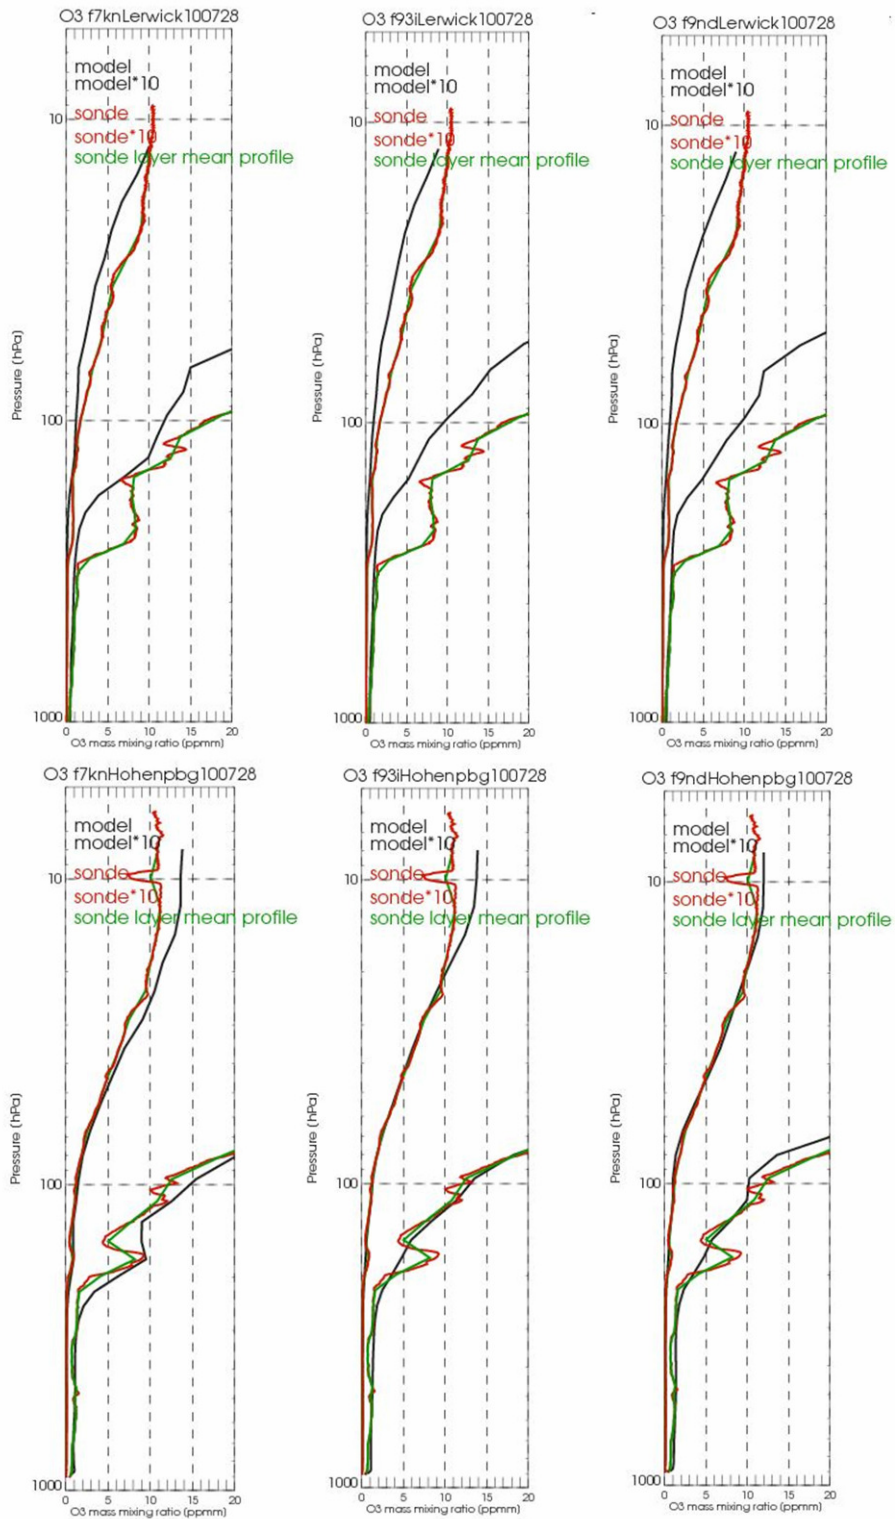 O3 f7knLerwick100728
model
model*10
sonde
sonde*10
sonde layer mean profile
10
100
1000
Pressure (hPa)
0 5 10 15 20
O3 mass mixing ratio (ppmm)
O3 f93iLerwick100728
model
model*10
sonde
sonde*10
sonde layer mean profile
10
100
1000
Pressure (hPa)
0 5 10 15 20
O3 mass mixing ratio (ppmm)
O3 f9ndLerwick100728
model
model*10
sonde
sonde*10
sonde layer mean profile
10
100
1000
Pressure (hPa)
0 5 10 15 20
O3 mass mixing ratio (ppmm)
O3 f7knHohenpbg100728
model
model*10
sonde
sonde*10
sonde layer mean profile
10
100
1000
Pressure (hPa)
0 5 10 15 20
O3 mass mixing ratio (ppmm)
O3 f93iHohenpbg100728
model
model*10
sonde
sonde*10
sonde layer mean profile
10
100
1000
Pressure (hPa)
0 5 10 15 20
O3 mass mixing ratio (ppmm)
O3 f9ndHohenpbg100728
model
model*10
sonde
sonde*10
sonde layer mean profile
10
100
1000
Pressure (hPa)
0 5 10 15 20
O3 mass mixing ratio (ppmm)